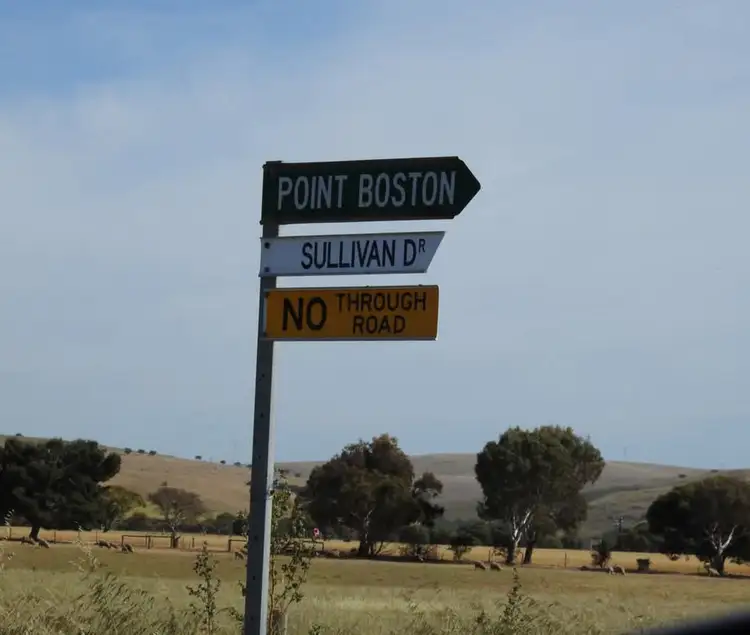 POINT BOSTON
SULLIVAN DR
NO THROUGH
ROAD